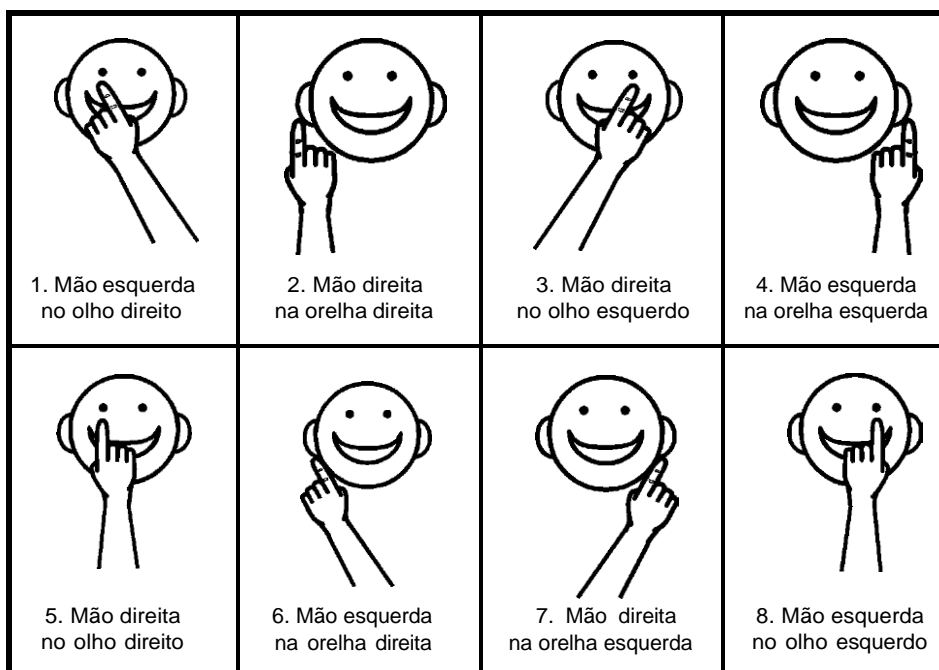 1. Mão esquerda
no olho direito
2. Mão direita
na orelha direita
3. Mão direita
no olho esquerdo
4. Mão esquerda
na orelha esquerda
5. Mão direita
no olho direito
6. Mão esquerda
na orelha direita
7. Mão direita
na orelha esquerda
8. Mão esquerda
no olho esquerdo